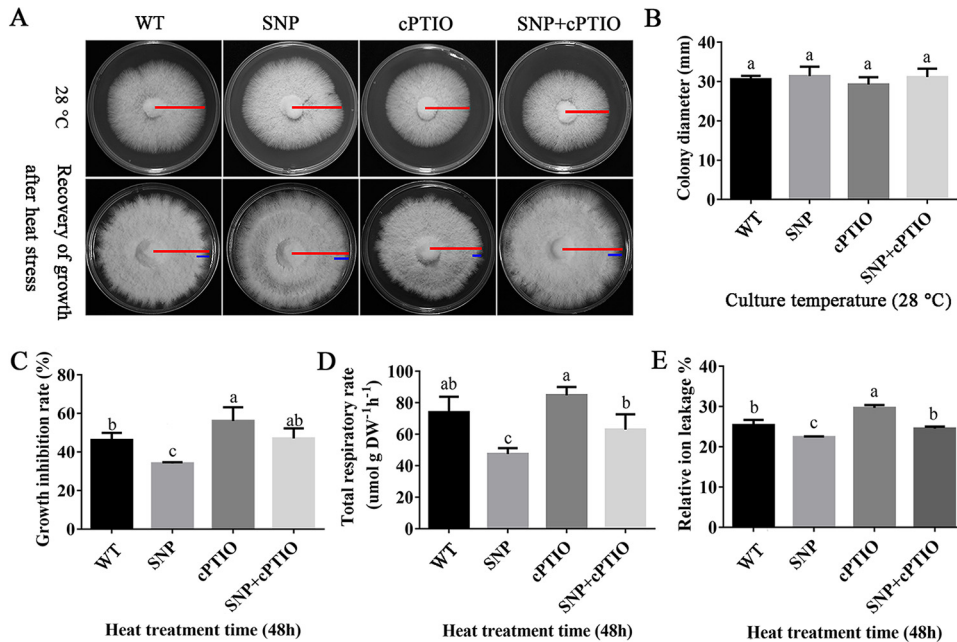 A
WT
SNP
cPTIO
SNP+cPTIO
28 °C
Recovery of growth
after heat stress
B
Colony diameter (mm)
40
30
20
10
0
a
a
a
a
WT
SNP
cPTIO
SNP+cPTIO
Culture temperature (28 °C)
C
Growth inhibition rate (%)
80
60
40
20
0
b
c
a
ab
WT
SNP
cPTIO
SNP+cPTIO
Heat treatment time (48h)
D
Total respiratory rate
(umol g DW⁻¹h⁻¹)
100
80
60
40
20
0
ab
c
a
b
WT
SNP
cPTIO
SNP+cPTIO
Heat treatment time (48h)
E
Relative ion leakage %
40
30
20
10
0
b
c
a
b
WT
SNP
cPTIO
SNP+cPTIO
Heat treatment time (48h)